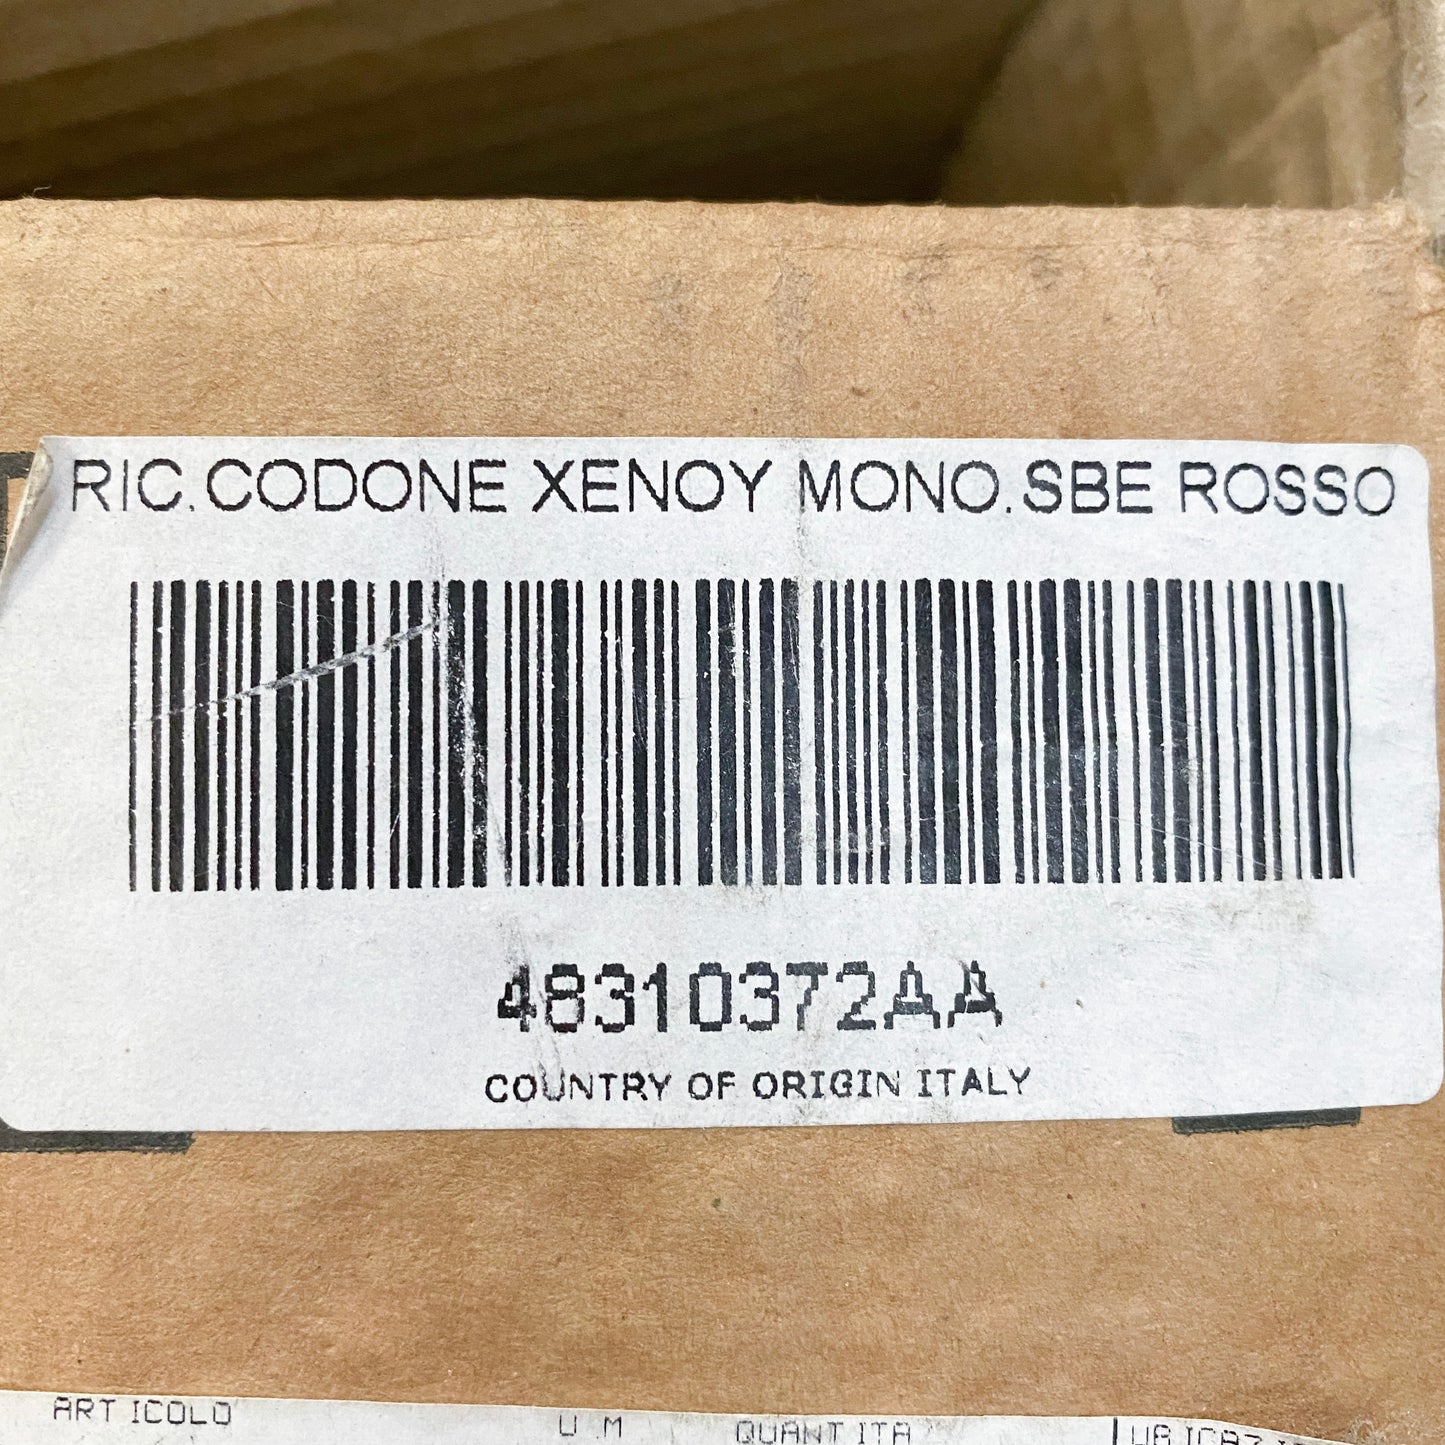 RIC.CODONE XENOY MONO.SBE ROSSO
48310372AA
COUNTRY OF ORIGIN ITALY
ARTICOLO U M QUANTITA